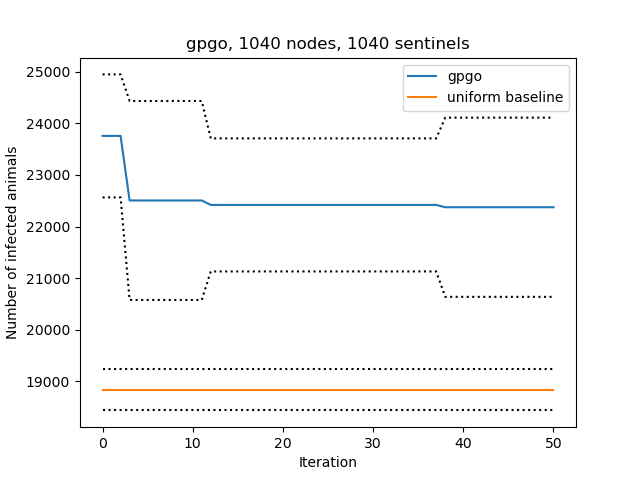 gpgo, 1040 nodes, 1040 sentinels
gpgo
uniform baseline
Number of infected animals
25000
24000
23000
22000
21000
20000
19000
0 10 20 30 40 50
Iteration